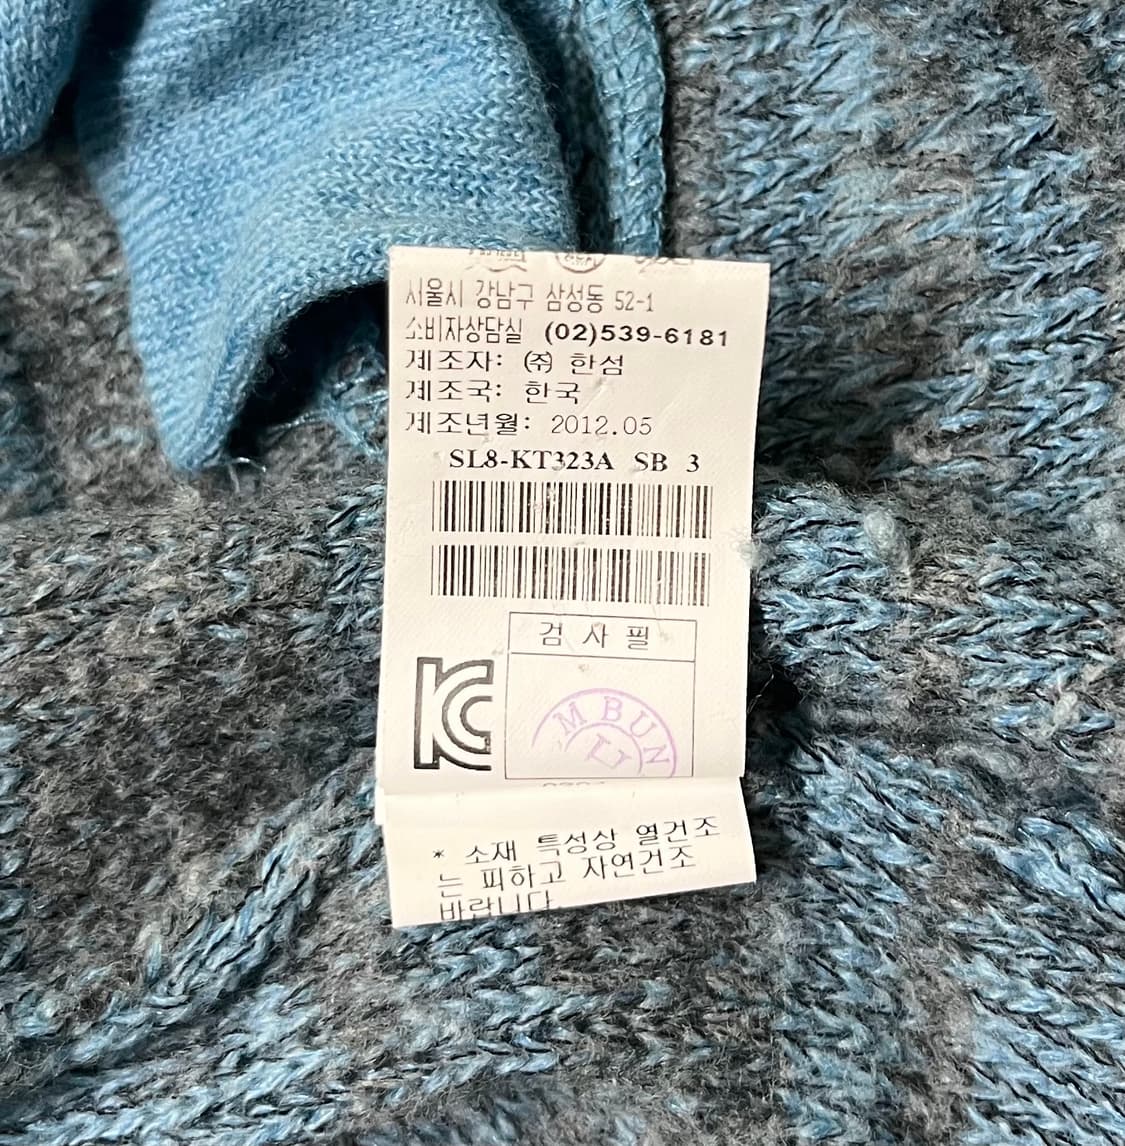 서울시 강남구 삼성동 52-1
소비자상담실 (02)539-6181
제조자: ㈜ 한섬
제조국: 한국
제조년월: 2012.05
SL8-KT323A SB 3
검 사 필
KC
M BUN
* 소재 특성상 열건조
는 피하고 자연건조
바랍니다.